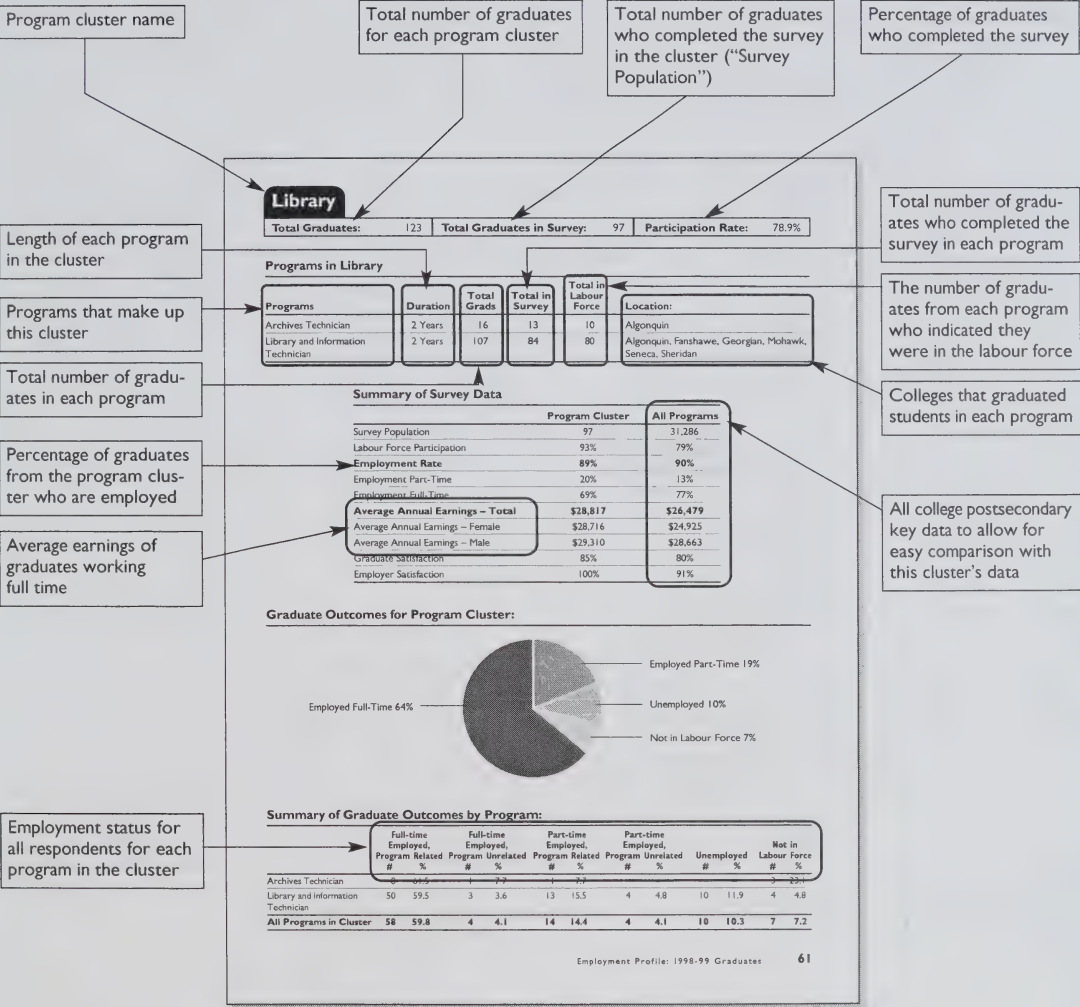 Program cluster name
Total number of graduates
for each program cluster
Total number of graduates
who completed the survey
in the cluster (“Survey
Population”)
Percentage of graduates
who completed the survey
Library
Total Graduates: 123 Total Graduates in Survey: 97 Participation Rate: 78.9%
Length of each program
in the cluster
Programs that make up
this cluster
Total number of gradu-
ates in each program
Percentage of graduates
from the program clus-
ter who are employed
Average earnings of
graduates working
full time
Total number of gradu-
ates who completed the
survey in each program
The number of gradu-
ates from each program
who indicated they
were in the labour force
Colleges that graduated
students in each program
All college postsecondary
key data to allow for
easy comparison with
this cluster’s data
Programs in Library
Programs Duration Total Grads Total in Survey Total in Labour Force Location:
Archives Technician 2 Years 16 13 10 Algonquin
Library and Information 2 Years 107 84 80 Algonquin, Fanshawe, Georgian, Mohawk,
Technician Seneca, Sheridan
Summary of Survey Data
Program Cluster All Programs
Survey Population 97 31,286
Labour Force Participation 93% 79%
Employment Rate 89% 90%
Employment Part-Time 20% 13%
Employment Full-Time 69% 77%
Average Annual Earnings – Total $28,817 $26,479
Average Annual Earnings – Female $28,716 $24,925
Average Annual Earnings – Male $29,310 $28,663
Graduate Satisfaction 85% 80%
Employer Satisfaction 100% 91%
Graduate Outcomes for Program Cluster:
Employed Part-Time 19%
Employed Full-Time 64%
Unemployed 10%
Not in Labour Force 7%
Employment status for
all respondents for each
program in the cluster
Summary of Graduate Outcomes by Program:
Full-time Full-time Part-time Part-time
Employed, Employed, Employed, Employed, Not in
Program Related Program Unrelated Program Related Program Unrelated Unemployed Labour Force
# % # % # % # % # % # %
Archives Technician 8 61.5 1 7.7 1 7.7 3 23.1
Library and Information 50 59.5 3 3.6 13 15.5 4 4.8 10 11.9 4 4.8
Technician
All Programs in Cluster 58 59.8 4 4.1 14 14.4 4 4.1 10 10.3 7 7.2
Employment Profile: 1998-99 Graduates 61